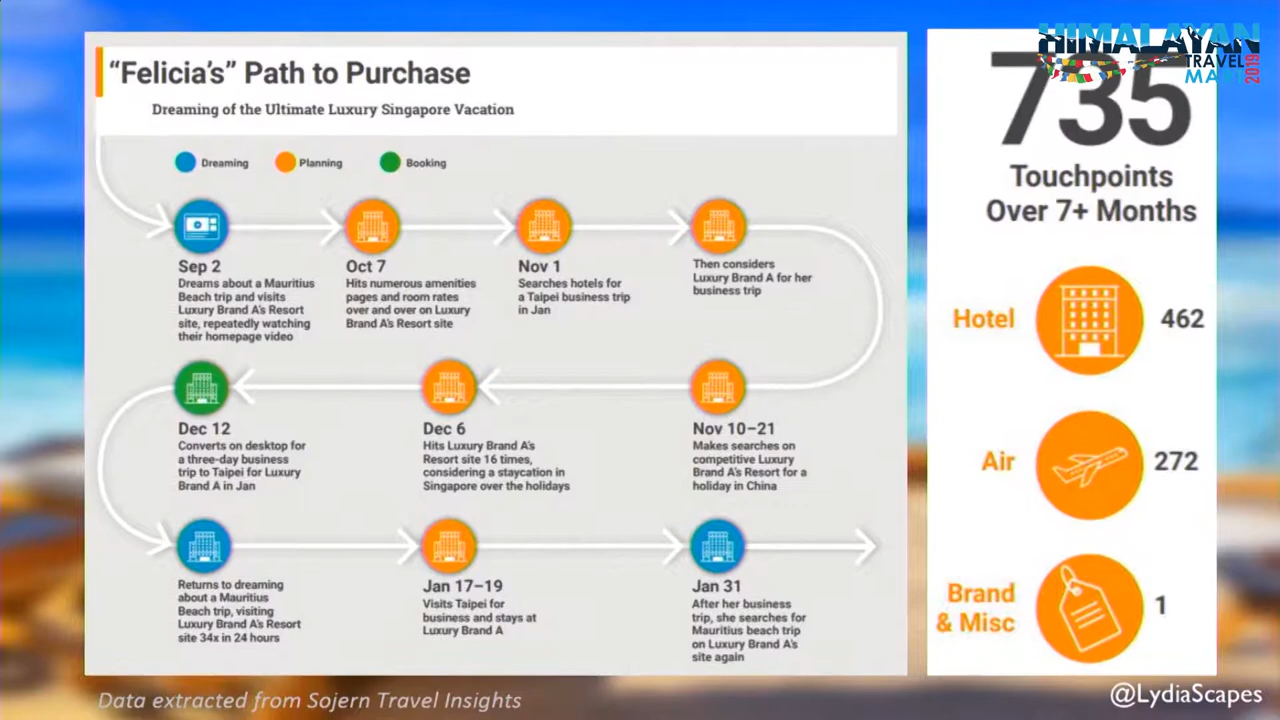 HIMALAYAN
TRAVEL
MART
2019
"Felicia's" Path to Purchase
Dreaming of the Ultimate Luxury Singapore Vacation
Dreaming
Planning
Booking
Sep 2
Dreams about a Mauritius
Beach trip and visits
Luxury Brand A's Resort
site, repeatedly watching
their homepage video
Oct 7
Hits numerous amenities
pages and room rates
over and over on Luxury
Brand A's Resort site
Nov 1
Searches hotels for
a Taipei business trip
in Jan
Then considers
Luxury Brand A for her
business trip
Dec 12
Converts on desktop for
a three-day business
trip to Taipei for Luxury
Brand A in Jan
Dec 6
Hits Luxury Brand A's
Resort site 16 times,
considering a staycation in
Singapore over the holidays
Nov 10–21
Makes searches on
competitive Luxury
Brand A's Resort for a
holiday in China
Returns to dreaming
about a Mauritius
Beach trip, visiting
Luxury Brand A's Resort
site 34x in 24 hours
Jan 17–19
Visits Taipei for
business and stays at
Luxury Brand A
Jan 31
After her business
trip, she searches for
Mauritius beach trip
on Luxury Brand A's
site again
735
Touchpoints
Over 7+ Months
Hotel
462
Air
272
Brand
& Misc
1
Data extracted from Sojern Travel Insights
@LydiaScapes